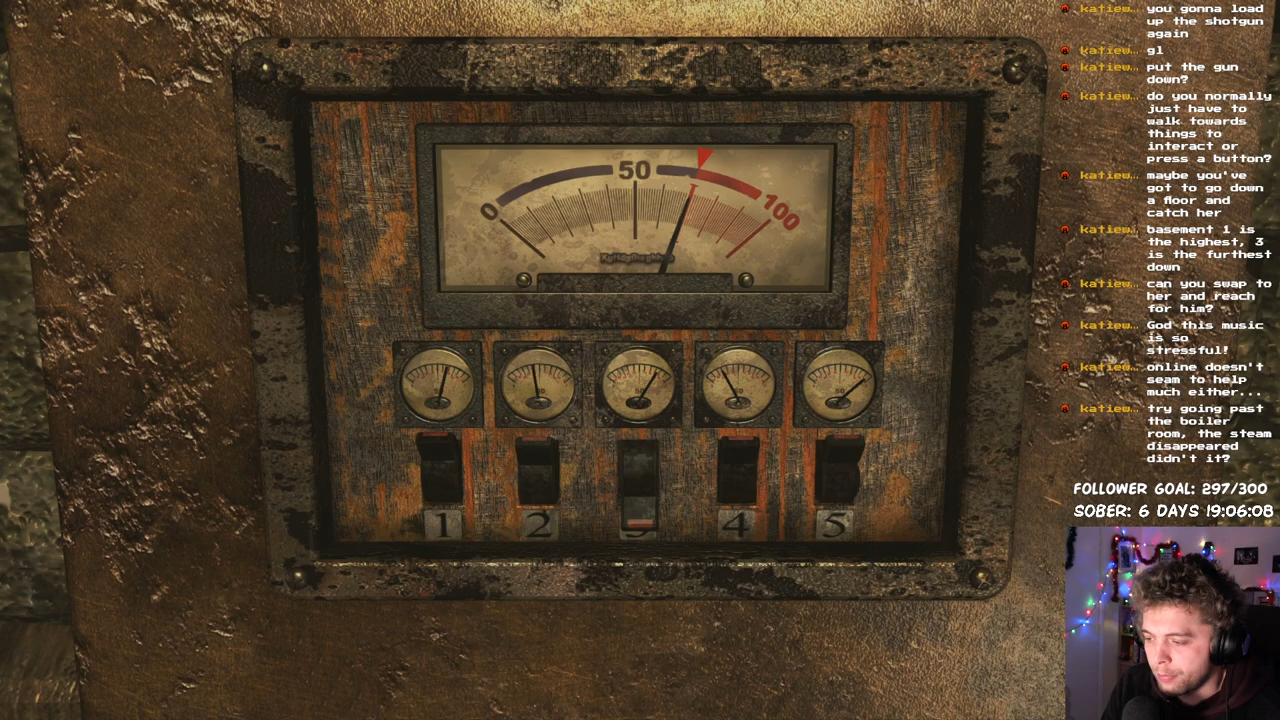 katiew… you gonna load
up the shotgun
again
katiew… gl
katiew… put the gun
down?
katiew… do you normally
just have to
walk towards
things to
interact or
press a button?
katiew… maybe you've
got to go down
a floor and
catch her
katiew… basement 1 is
the highest, 3
is the furthest
down
katiew… can you swap to
her and reach
for him?
katiew… God this music
is so
stressful!
katiew… online doesn't
seam to help
much either...
katiew… try going past
the boiler
room, the steam
disappeared
didn't it?
FOLLOWER GOAL: 297/300
SOBER: 6 DAYS 19:06:08
0 50 100
1 2 3 4 5